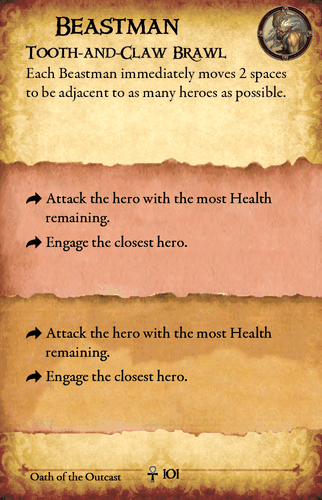 Beastman
Tooth-and-Claw Brawl
Each Beastman immediately moves 2 spaces
to be adjacent to as many heroes as possible.
Attack the hero with the most Health
remaining.
Engage the closest hero.
Attack the hero with the most Health
remaining.
Engage the closest hero.
Oath of the Outcast
101